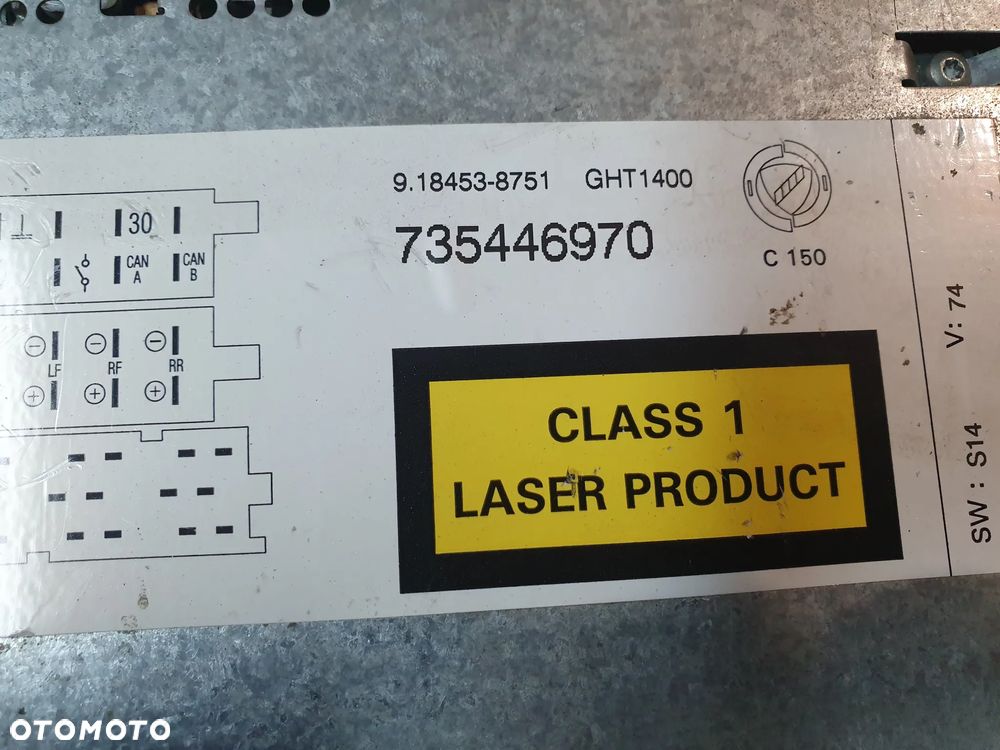 9.18453-8751 GHT1400
735446970
C 150
30
CAN A
CAN B
LF
RF
RR
CLASS 1
LASER PRODUCT
V: 74
SW : S14
OTOMOTO